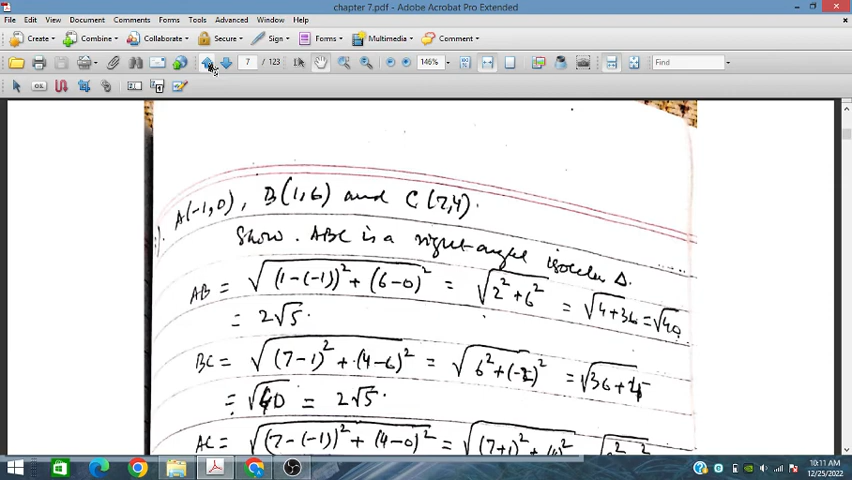 chapter 7.pdf - Adobe Acrobat Pro Extended
File Edit View Document Comments Forms Tools Advanced Window Help
Create Combine Collaborate Secure Sign Forms Multimedia Comment
7 / 123 146% Find
A(-1,0), B(1,6) and C(7,4).
Show. ABC is a right-angle isoceles Δ.
AB = √((1-(-1))² + (6-0)²) = √(2²+6²) = √(4+36) = √40
= 2√5.
BC = √((7-1)² + (4-6)²) = √(6²+(-2)²) = √(36+4)
= √40 = 2√5.
AC = √((7-(-1))² + (4-0)²) = √((7+1)² +
10:11 AM
12/25/2022